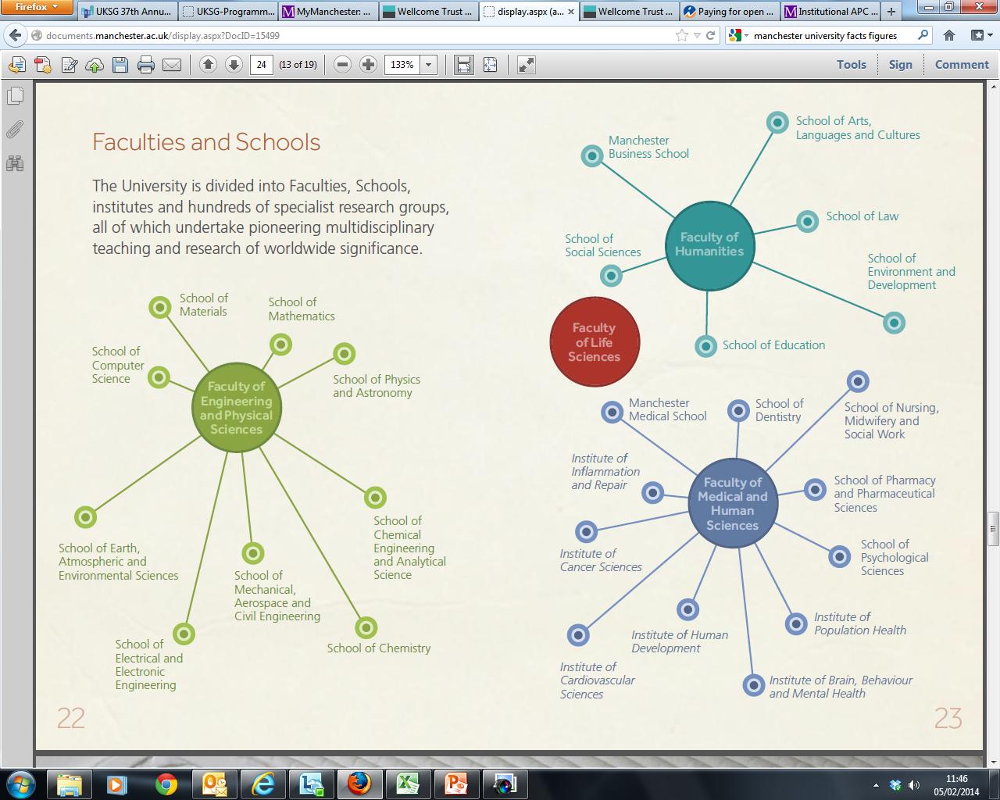 Firefox
UKSG 37th Annu...
UKSG-Programm...
MyManchester: ...
Wellcome Trust ...
display.aspx (a...
Wellcome Trust ...
Paying for open ...
Institutional APC ...
documents.manchester.ac.uk/display.aspx?DocID=15499
manchester university facts figures
24
(13 of 19)
133%
Tools
Sign
Comment
Faculties and Schools
The University is divided into Faculties, Schools,
institutes and hundreds of specialist research groups,
all of which undertake pioneering multidisciplinary
teaching and research of worldwide significance.
School of
Materials
School of
Mathematics
School of
Computer
Science
School of Physics
and Astronomy
Faculty of
Engineering
and Physical
Sciences
School of Earth,
Atmospheric and
Environmental Sciences
School of
Mechanical,
Aerospace and
Civil Engineering
School of
Chemical
Engineering
and Analytical
Science
School of
Electrical and
Electronic
Engineering
School of Chemistry
22
Manchester
Business School
School of Arts,
Languages and Cultures
School of Law
School of
Social Sciences
Faculty of
Humanities
School of
Environment and
Development
School of Education
Faculty
of Life
Sciences
Manchester
Medical School
School of
Dentistry
School of Nursing,
Midwifery and
Social Work
Institute of
Inflammation
and Repair
Faculty of
Medical and
Human
Sciences
School of Pharmacy
and Pharmaceutical
Sciences
Institute of
Cancer Sciences
School of
Psychological
Sciences
Institute of Human
Development
Institute of
Population Health
Institute of
Cardiovascular
Sciences
Institute of Brain, Behaviour
and Mental Health
23
11:46
05/02/2014